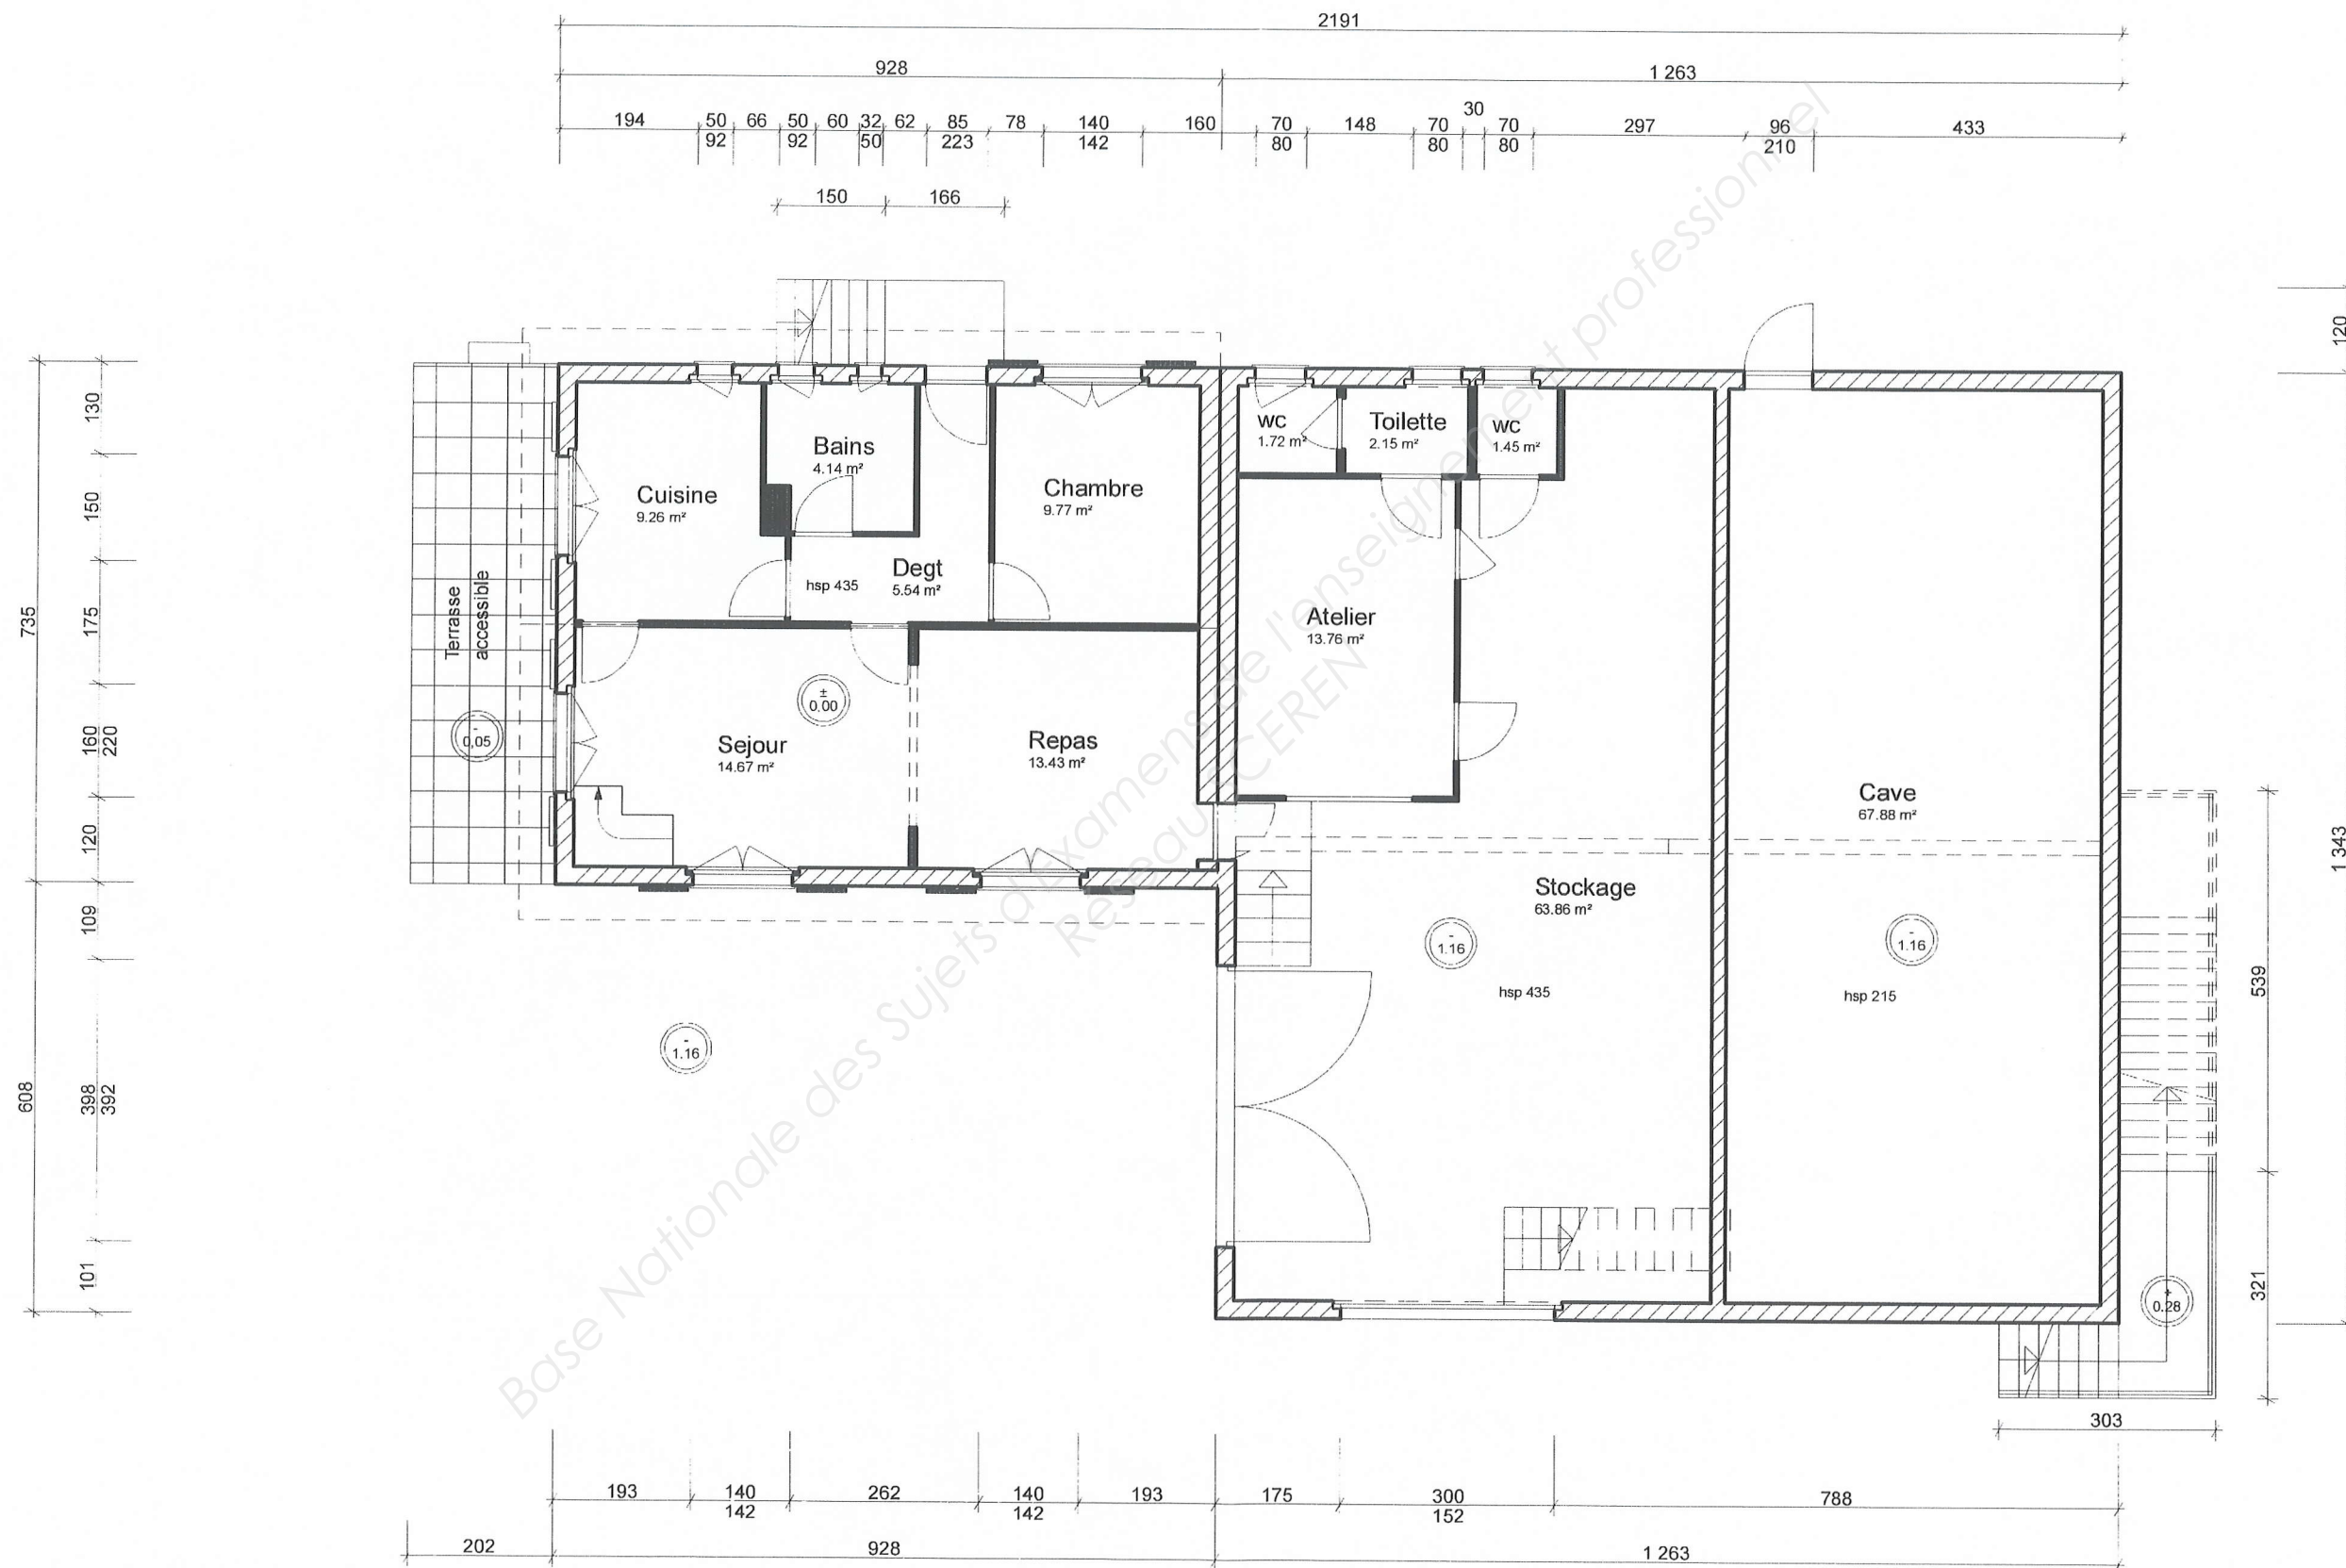 2191
928
1 263
194
50
92
66
50
92
60
32
50
62
85
223
78
140
142
160
70
80
148
70
80
30
70
80
297
96
210
433
150
166
120
130
150
735
175
160
220
120
109
608
398
392
101
Bains
4.14 m²
Cuisine
9.26 m²
Chambre
9.77 m²
Degt
5.54 m²
hsp 435
wc
1.72 m²
Toilette
2.15 m²
wc
1.45 m²
Atelier
13.76 m²
Terrasse
accessible
-
0,05
±
0.00
Sejour
14.67 m²
Repas
13.43 m²
Cave
67.88 m²
Stockage
63.86 m²
-
1.16
hsp 435
-
1.16
hsp 215
-
1.16
1 343
539
321
+
0.28
303
193
140
142
262
140
142
193
175
300
152
788
202
928
1 263
Base Nationale des Sujets d'Examens de l'enseignement professionnel
Réseau SCEREN